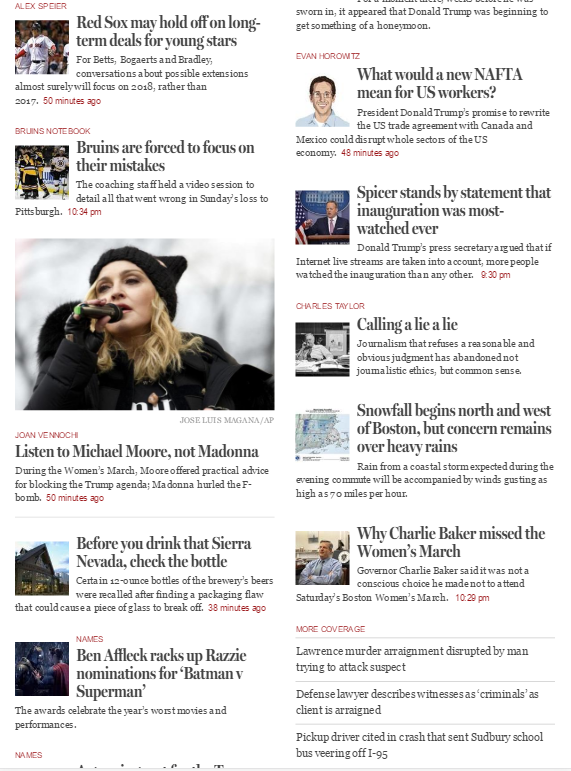 ALEX SPEIER
Red Sox may hold off on long-
term deals for young stars
For Betts, Bogaerts and Bradley,
conversations about possible extensions
almost surely will focus on 2018, rather than
2017. 50 minutes ago
BRUINS NOTEBOOK
Bruins are forced to focus on
their mistakes
The coaching staff held a video session to
detail all that went wrong in Sunday's loss to
Pittsburgh. 10:34 pm
JOSE LUIS MAGANA/AP
JOAN VENNOCHI
Listen to Michael Moore, not Madonna
During the Women's March, Moore offered practical advice
for blocking the Trump agenda; Madonna hurled the F-
bomb. 50 minutes ago
Before you drink that Sierra
Nevada, check the bottle
Certain 12-ounce bottles of the brewery's beers
were recalled after finding a packaging flaw
that could cause a piece of glass to break off. 38 minutes ago
NAMES
Ben Affleck racks up Razzie
nominations for 'Batman v
Superman'
The awards celebrate the year's worst movies and
performances.
NAMES
sworn in, it appeared that Donald Trump was beginning to
get something of a honeymoon.
EVAN HOROWITZ
What would a new NAFTA
mean for US workers?
President Donald Trump's promise to rewrite
the US trade agreement with Canada and
Mexico could disrupt whole sectors of the US
economy. 48 minutes ago
Spicer stands by statement that
inauguration was most-
watched ever
Donald Trump's press secretary argued that if
Internet live streams are taken into account, more people
watched the inauguration than any other. 9:30 pm
CHARLES TAYLOR
Calling a lie a lie
Journalism that refuses a reasonable and
obvious judgment has abandoned not
journalistic ethics, but common sense.
Snowfall begins north and west
of Boston, but concern remains
over heavy rains
Rain from a coastal storm expected during the
evening commute will be accompanied by winds gusting as
high as 70 miles per hour.
Why Charlie Baker missed the
Women's March
Governor Charlie Baker said it was not a
conscious choice he made not to attend
Saturday's Boston Women's March. 10:29 pm
MORE COVERAGE
Lawrence murder arraignment disrupted by man
trying to attack suspect
Defense lawyer describes witnesses as 'criminals' as
client is arraigned
Pickup driver cited in crash that sent Sudbury school
bus veering off I-95